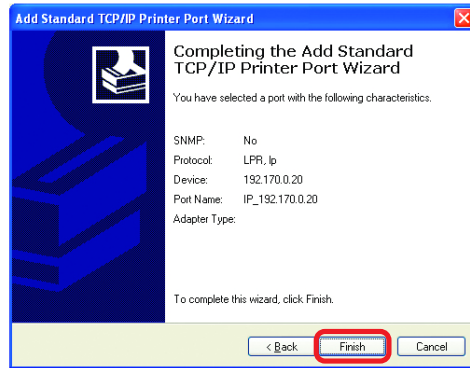 Add Standard TCP/IP Printer Port Wizard
Completing the Add Standard
TCP/IP Printer Port Wizard
You have selected a port with the following characteristics.
SNMP: No
Protocol: LPR, lp
Device: 192.170.0.20
Port Name: IP_192.170.0.20
Adapter Type:
To complete this wizard, click Finish.
< Back Finish Cancel